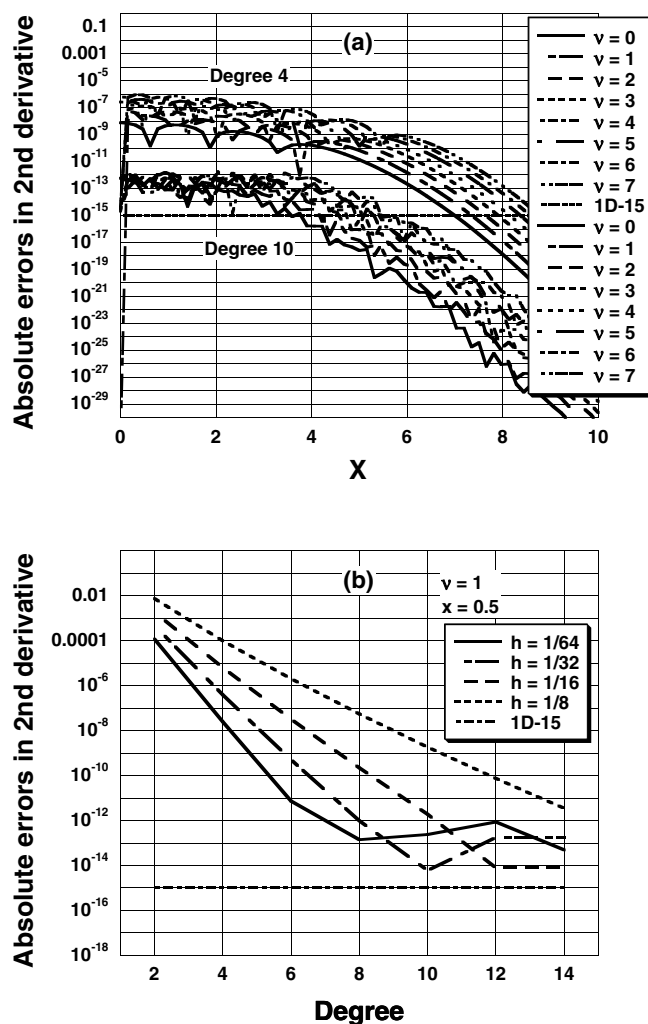 Absolute errors in 2nd derivative
0.1
0.001
10-5
10-7
10-9
10-11
10-13
10-15
10-17
10-19
10-21
10-23
10-25
10-27
10-29
(a)
Degree 4
Degree 10
ν = 0
ν = 1
ν = 2
ν = 3
ν = 4
ν = 5
ν = 6
ν = 7
1D-15
ν = 0
ν = 1
ν = 2
ν = 3
ν = 4
ν = 5
ν = 6
ν = 7
0 2 4 6 8 10
X
Absolute errors in 2nd derivative
0.01
0.0001
10-6
10-8
10-10
10-12
10-14
10-16
10-18
(b)
ν = 1
x = 0.5
h = 1/64
h = 1/32
h = 1/16
h = 1/8
1D-15
2 4 6 8 10 12 14
Degree